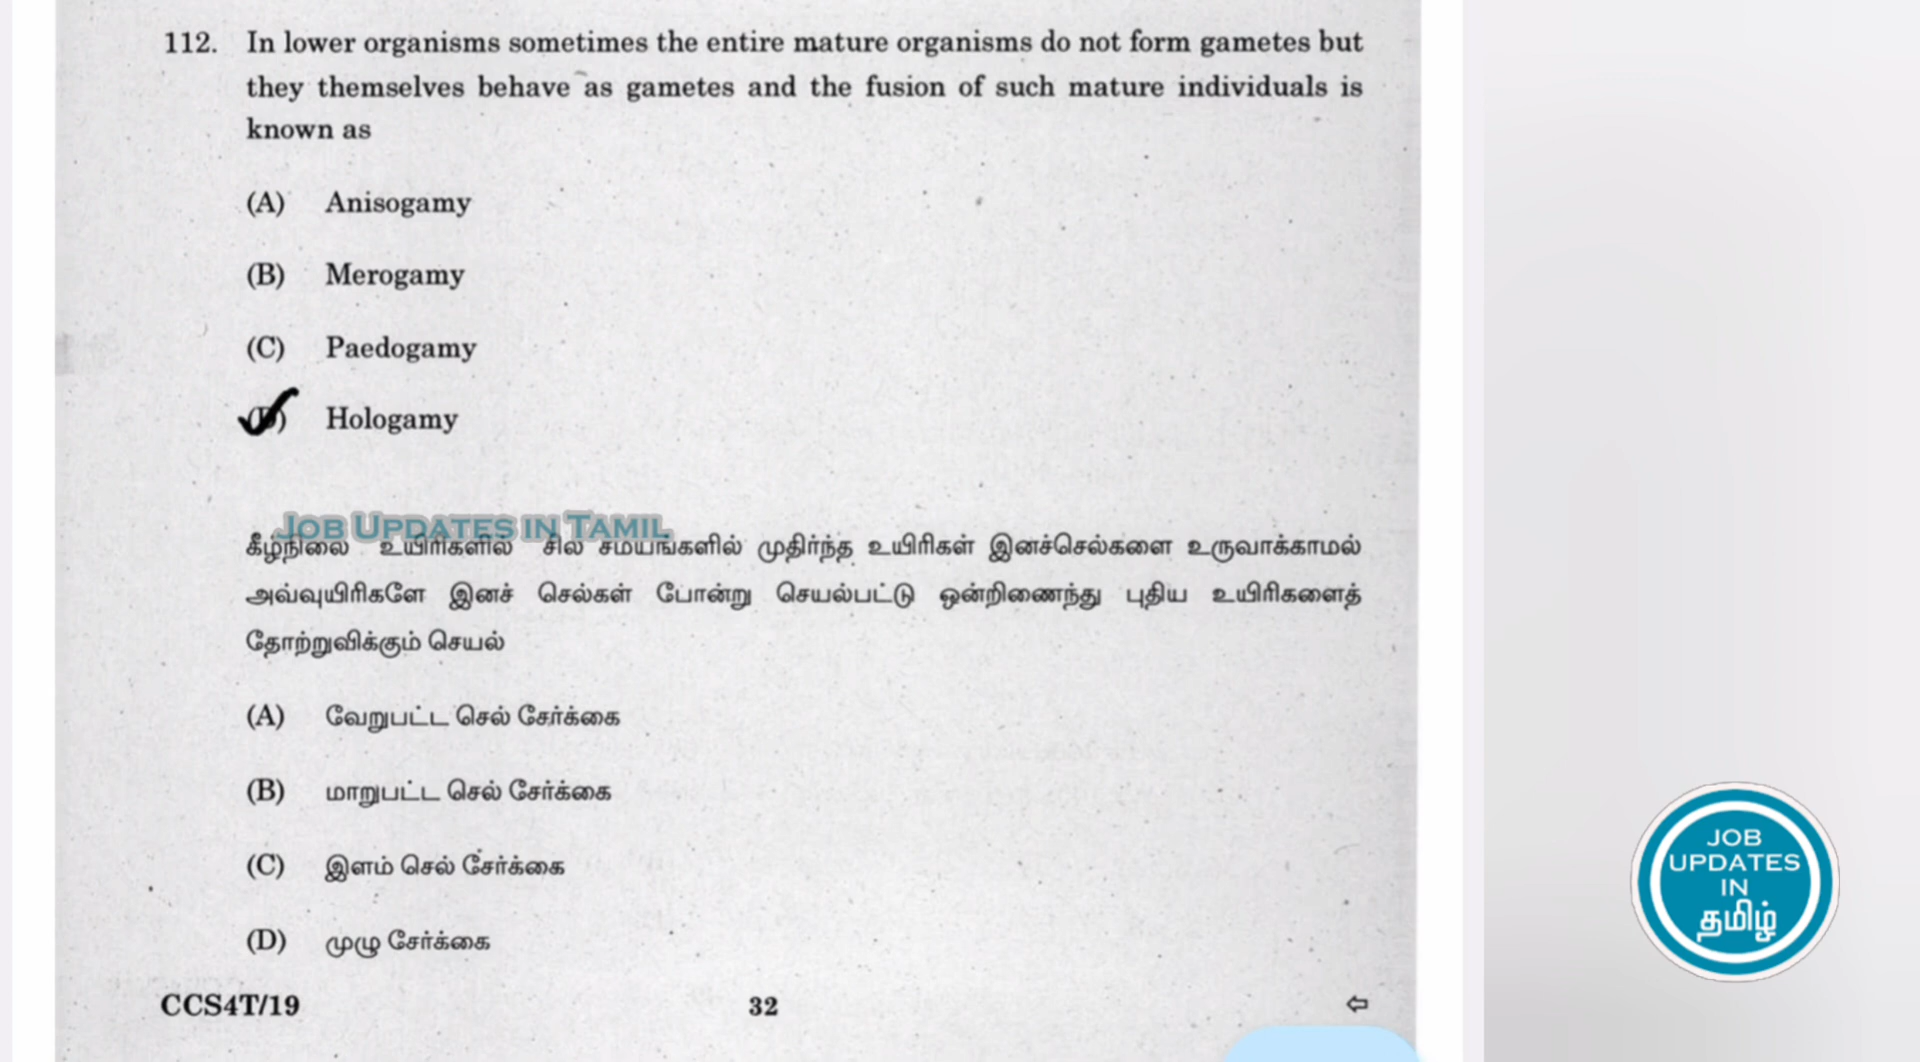 112. In lower organisms sometimes the entire mature organisms do not form gametes but
they themselves behave as gametes and the fusion of such mature individuals is
known as
(A) Anisogamy
(B) Merogamy
(C) Paedogamy
(D) Hologamy
JOB UPDATES IN TAMIL
கீழ்நிலை உயிரிகளில் சில சமயங்களில் முதிர்ந்த உயிரிகள் இனச்செல்களை உருவாக்காமல்
அவ்வுயிரிகளே இனச் செல்கள் போன்று செயல்பட்டு ஒன்றிணைந்து புதிய உயிரிகளைத்
தோற்றுவிக்கும் செயல்
(A) வேறுபட்ட செல் சேர்க்கை
(B) மாறுபட்ட செல் சேர்க்கை
(C) இளம் செல் சேர்க்கை
(D) முழு சேர்க்கை
CCS4T/19 32 ⇦
JOB
UPDATES
IN
தமிழ்